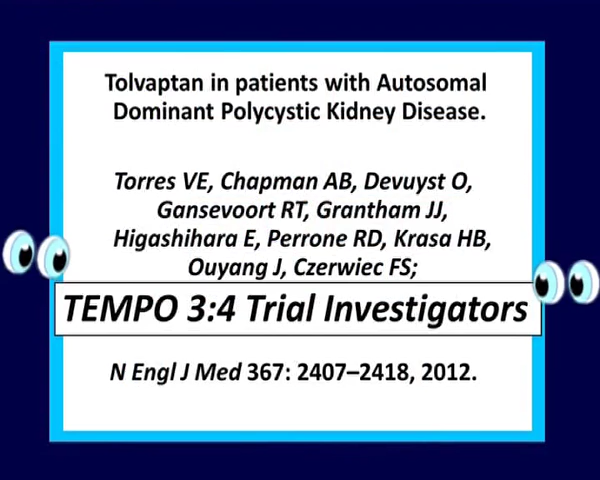 Tolvaptan in patients with Autosomal
Dominant Polycystic Kidney Disease.
Torres VE, Chapman AB, Devuyst O,
Gansevoort RT, Grantham JJ,
Higashihara E, Perrone RD, Krasa HB,
Ouyang J, Czerwiec FS;
TEMPO 3:4 Trial Investigators
N Engl J Med 367: 2407–2418, 2012.